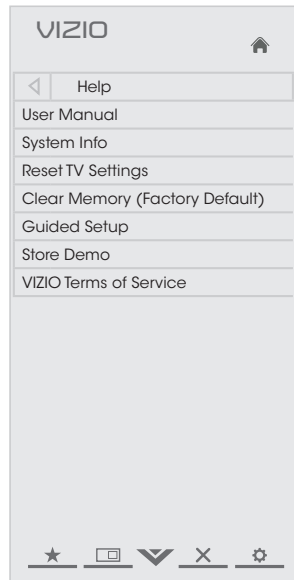 VIZIO
Help
User Manual
System Info
Reset TV Settings
Clear Memory (Factory Default)
Guided Setup
Store Demo
VIZIO Terms of Service